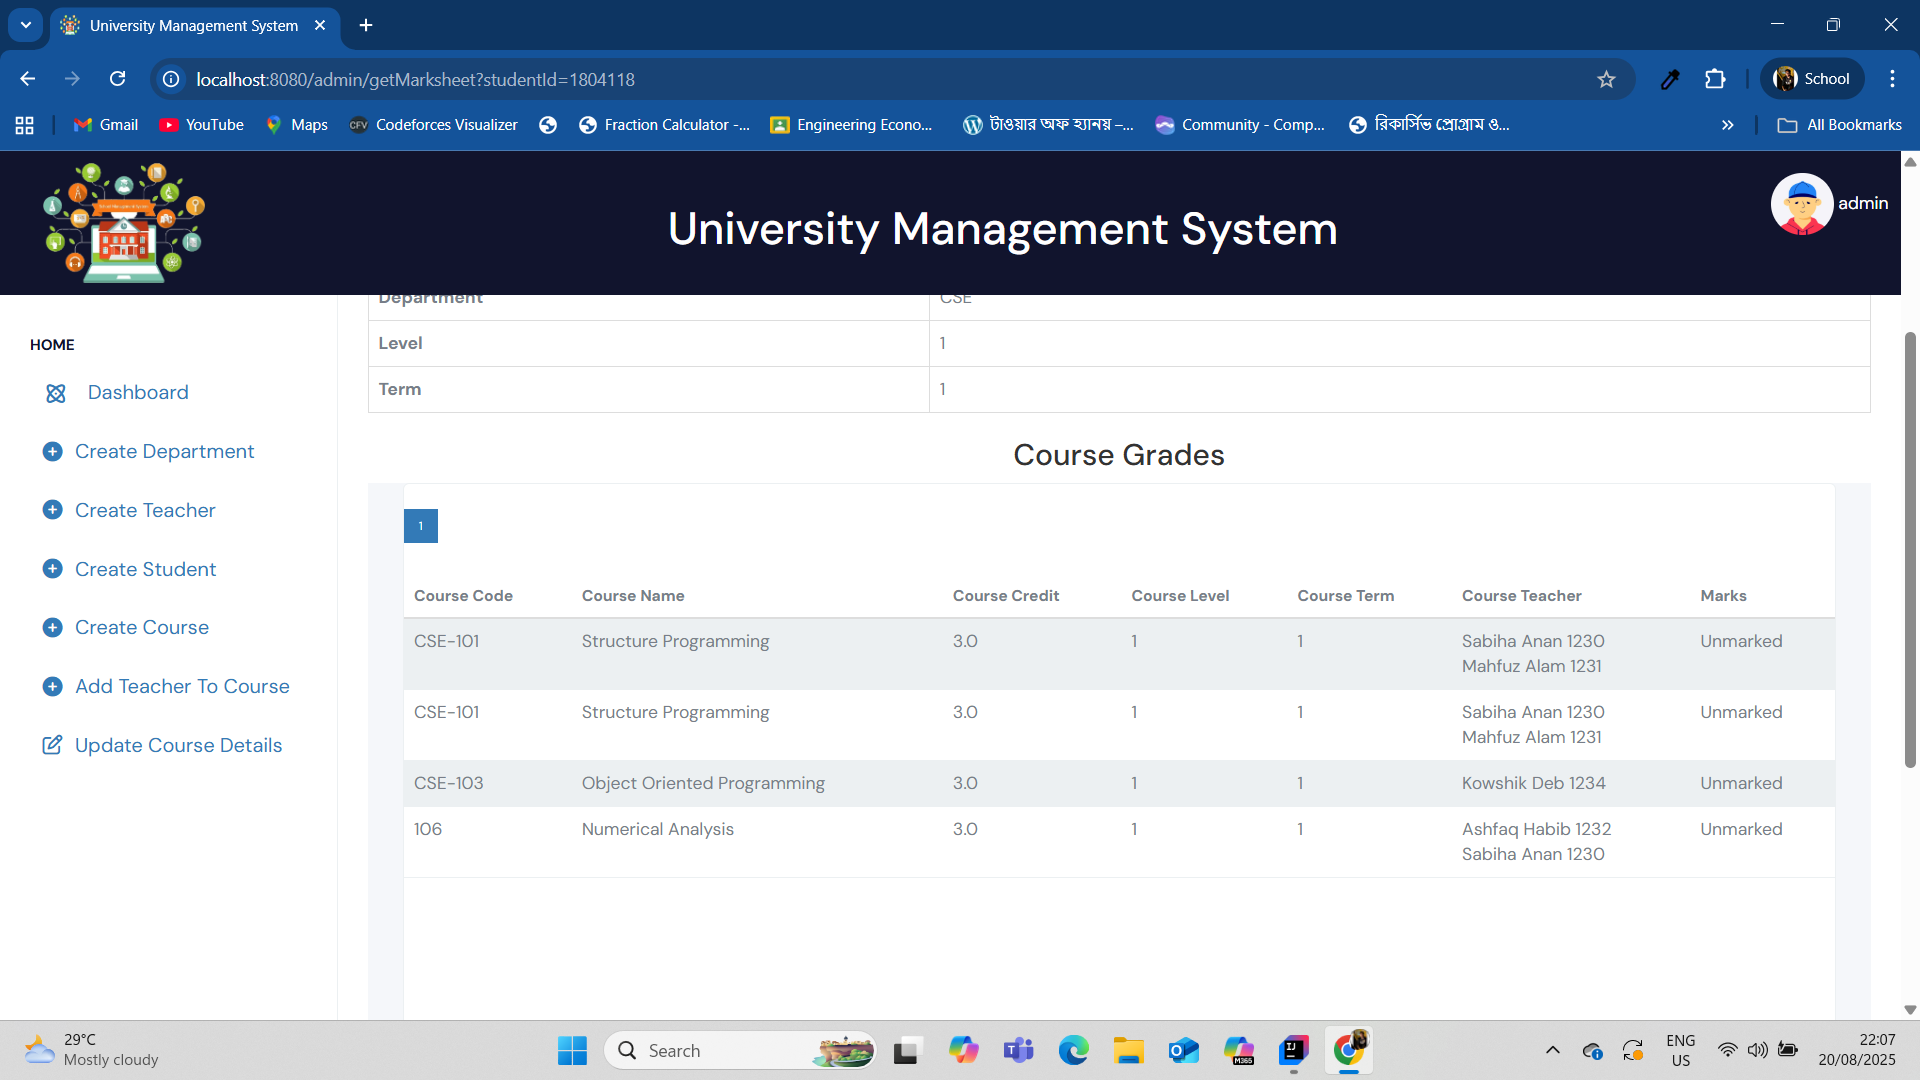 University Management System
localhost:8080/admin/getMarksheet?studentId=1804118
School
Gmail
YouTube
Maps
CFV
Codeforces Visualizer
Fraction Calculator -...
Engineering Econo...
টাওয়ার অফ হ্যানয় –...
Community - Comp...
রিকার্সিভ প্রোগ্রাম ও...
All Bookmarks
University Management System
admin
HOME
Dashboard
Create Department
Create Teacher
Create Student
Create Course
Add Teacher To Course
Update Course Details
Department CSE
Level 1
Term 1
Course Grades
1
Course Code Course Name Course Credit Course Level Course Term Course Teacher Marks
CSE-101 Structure Programming 3.0 1 1 Sabiha Anan 1230 Unmarked
Mahfuz Alam 1231
CSE-101 Structure Programming 3.0 1 1 Sabiha Anan 1230 Unmarked
Mahfuz Alam 1231
CSE-103 Object Oriented Programming 3.0 1 1 Kowshik Deb 1234 Unmarked
106 Numerical Analysis 3.0 1 1 Ashfaq Habib 1232 Unmarked
Sabiha Anan 1230
29°C
Mostly cloudy
Search
M365
IJ
ENG
US
22:07
20/08/2025